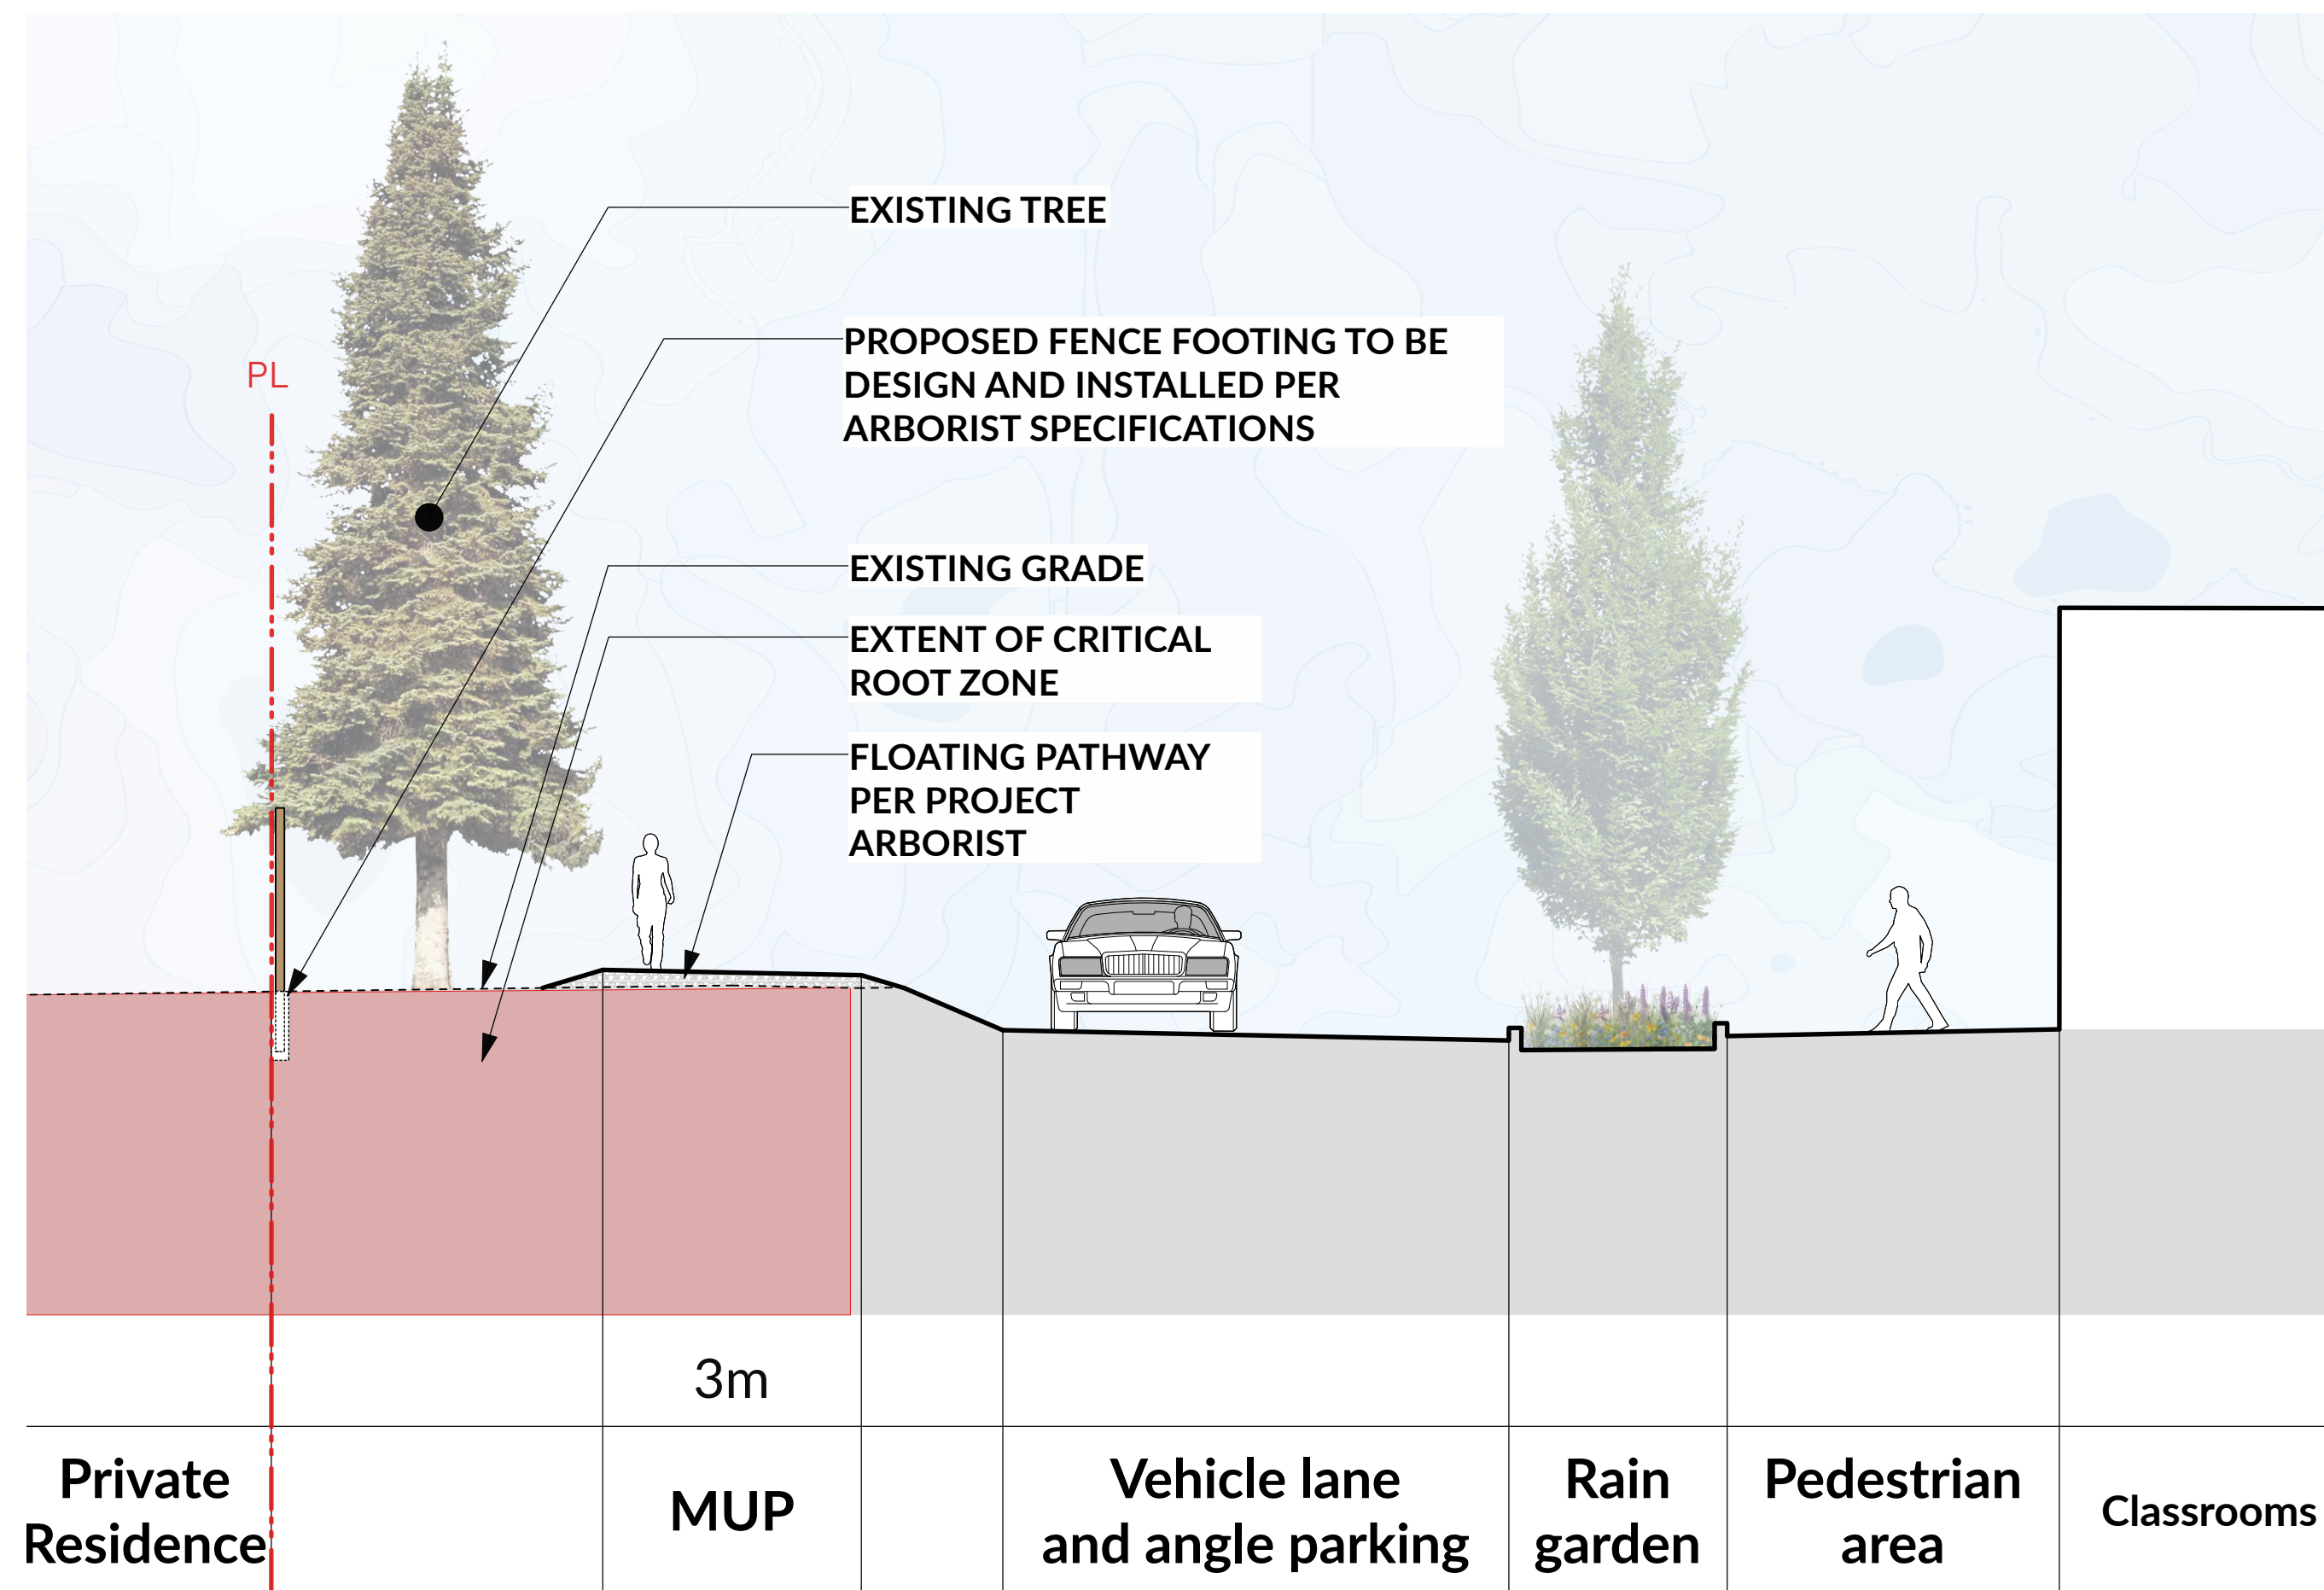 EXISTING TREE
PROPOSED FENCE FOOTING TO BE
DESIGN AND INSTALLED PER
ARBORIST SPECIFICATIONS
PL
EXISTING GRADE
EXTENT OF CRITICAL
ROOT ZONE
FLOATING PATHWAY
PER PROJECT
ARBORIST
3m
Private
Residence
MUP
Vehicle lane
and angle parking
Rain
garden
Pedestrian
area
Classrooms